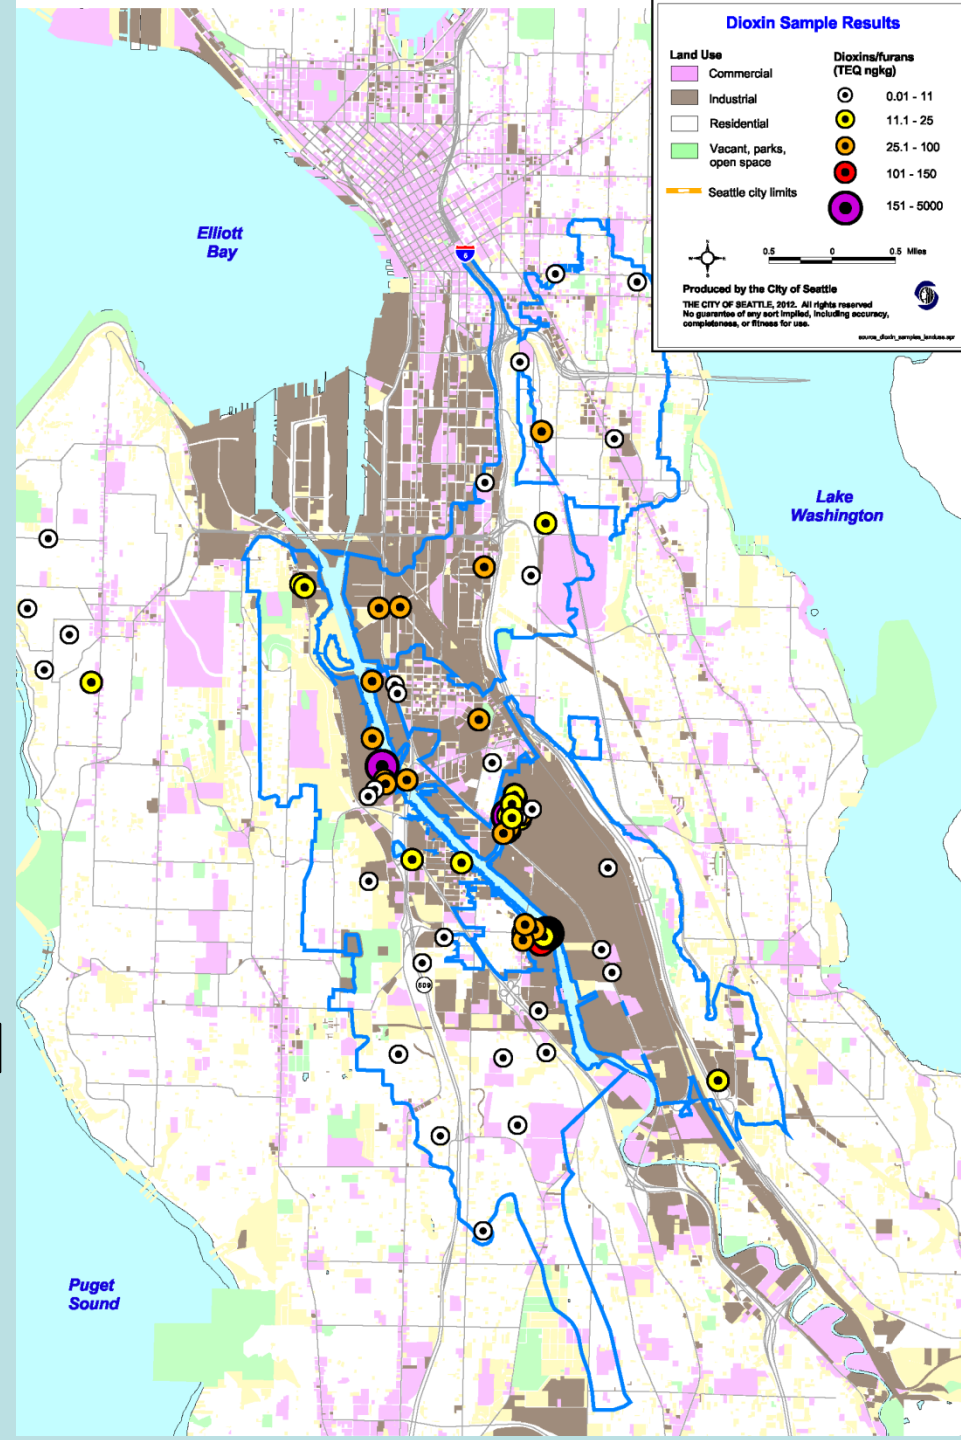 Dioxin Sample Results
Land Use
Commercial
Industrial
Residential
Vacant, parks,
open space
Seattle city limits
Dioxins/furans
(TEQ ngkg)
0.01 - 11
11.1 - 25
25.1 - 100
101 - 150
151 - 5000
N
W
E
S
0.5 0 0.5 Miles
Produced by the City of Seattle
THE CITY OF SEATTLE, 2012. All rights reserved
No guarantee of any sort implied, including accuracy,
completeness, or fitness for use.
source_dioxin_samples_landuse.apr
Elliott
Bay
Lake
Washington
509
Puget
Sound